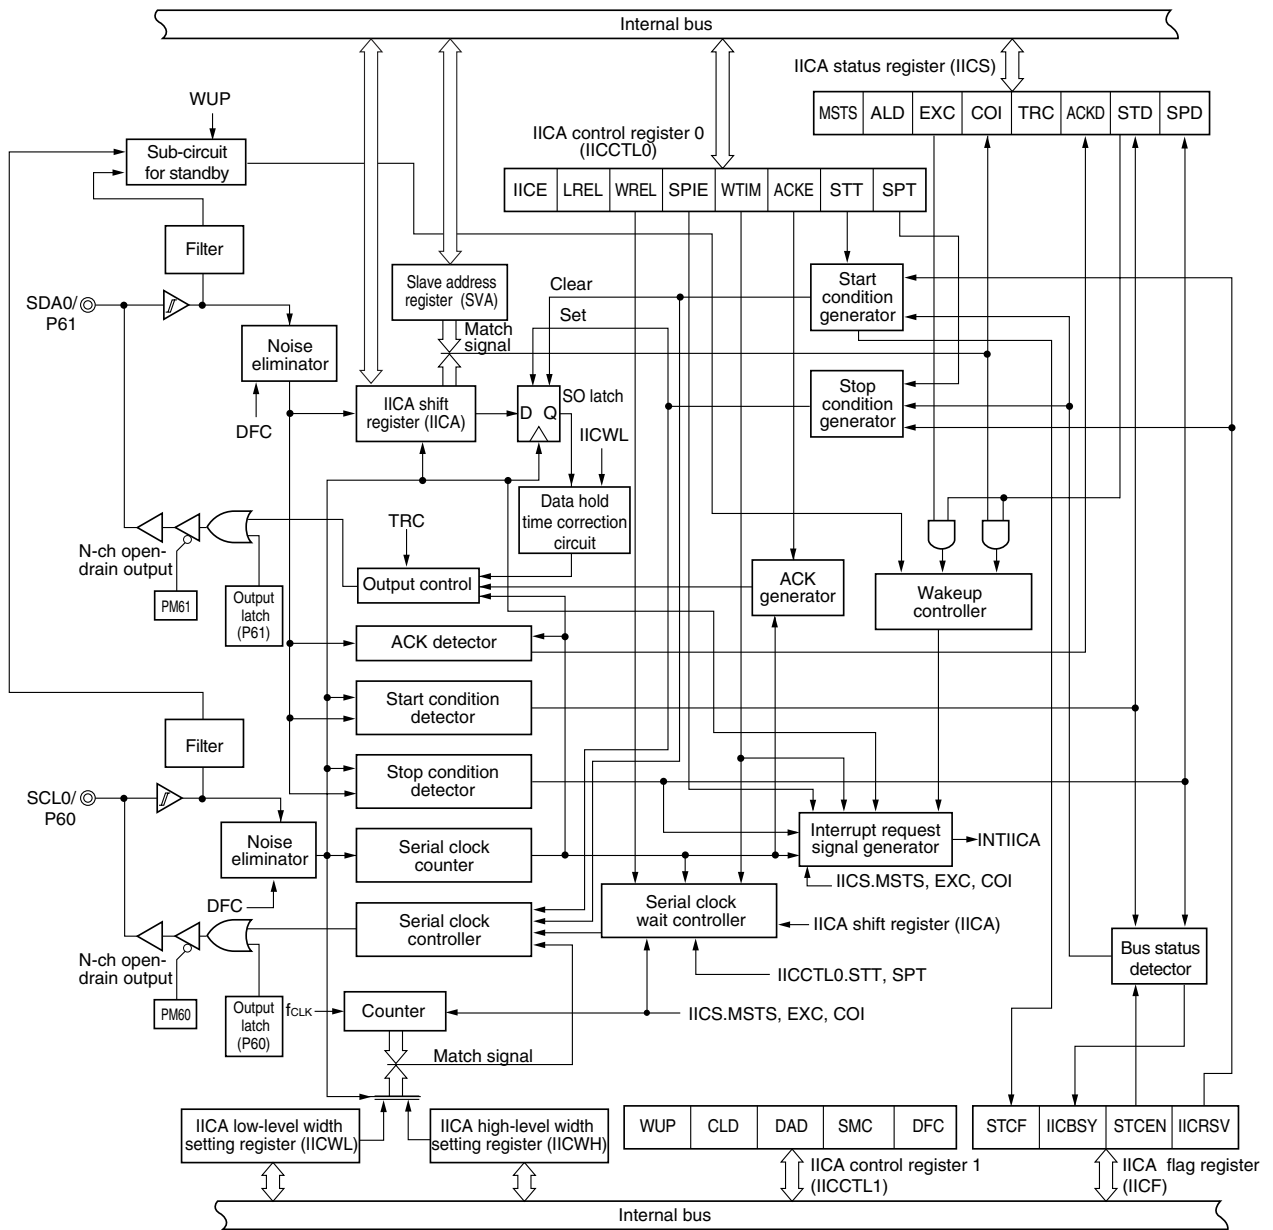 Internal bus
IICA status register (IICS)
MSTS ALD EXC COI TRC ACKD STD SPD
WUP
Sub-circuit
for standby
IICA control register 0
(IICCTL0)
IICE LREL WREL SPIE WTIM ACKE STT SPT
Filter
SDA0/
P61
Slave address
register (SVA)
Clear
Set
Start
condition
generator
Noise
eliminator
Match
signal
DFC
IICA shift
register (IICA)
D Q
SO latch
IICWL
Stop
condition
generator
Data hold
time correction
circuit
TRC
N-ch open-
drain output
PM61
Output
latch
(P61)
Output control
ACK
generator
Wakeup
controller
ACK detector
Start condition
detector
Filter
Stop condition
detector
SCL0/
P60
Noise
eliminator
Serial clock
counter
Interrupt request
signal generator
INTIICA
IICS.MSTS, EXC, COI
DFC
Serial clock
wait controller
IICA shift register (IICA)
Serial clock
controller
N-ch open-
drain output
IICCTL0.STT, SPT
Bus status
detector
PM60
Output
latch
(P60)
fCLK
Counter
IICS.MSTS, EXC, COI
Match signal
IICA low-level width
setting register (IICWL)
IICA high-level width
setting register (IICWH)
WUP CLD DAD SMC DFC
STCF IICBSY STCEN IICRSV
IICA control register 1
(IICCTL1)
IICA flag register
(IICF)
Internal bus